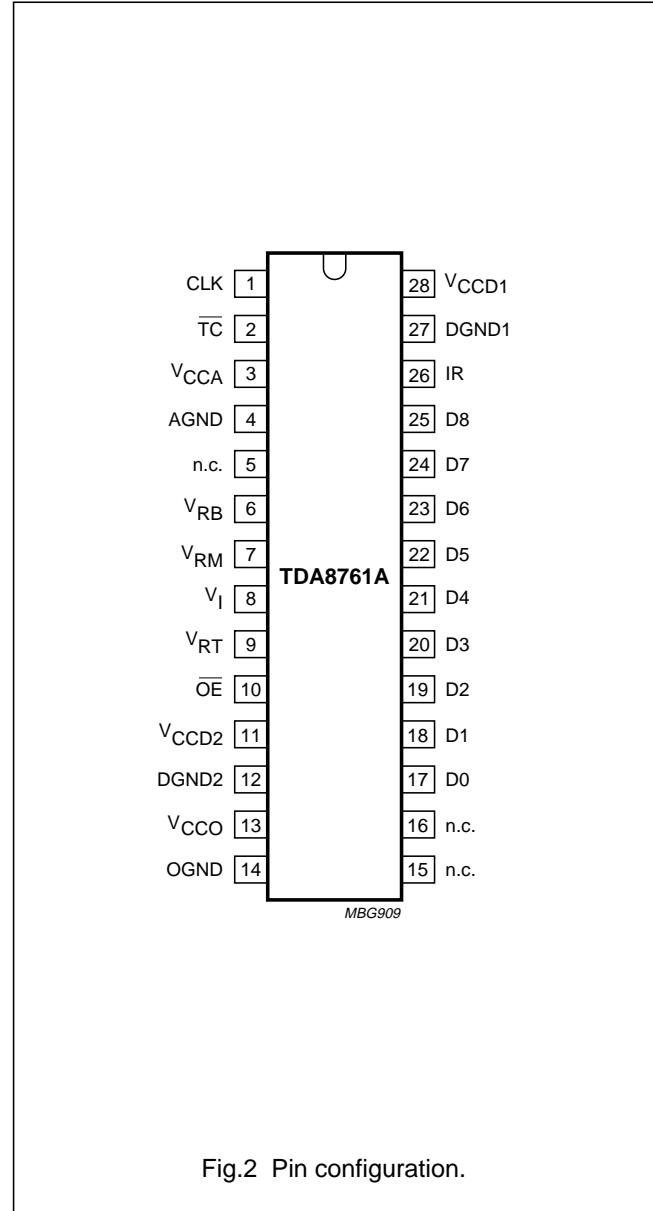 CLK 1 28 VCCD1
TC 2 27 DGND1
VCCA 3 26 IR
AGND 4 25 D8
n.c. 5 24 D7
VRB 6 23 D6
VRM 7 22 D5
TDA8761A
VI 8 21 D4
VRT 9 20 D3
OE 10 19 D2
VCCD2 11 18 D1
DGND2 12 17 D0
VCCO 13 16 n.c.
OGND 14 15 n.c.
MBG909
Fig.2 Pin configuration.